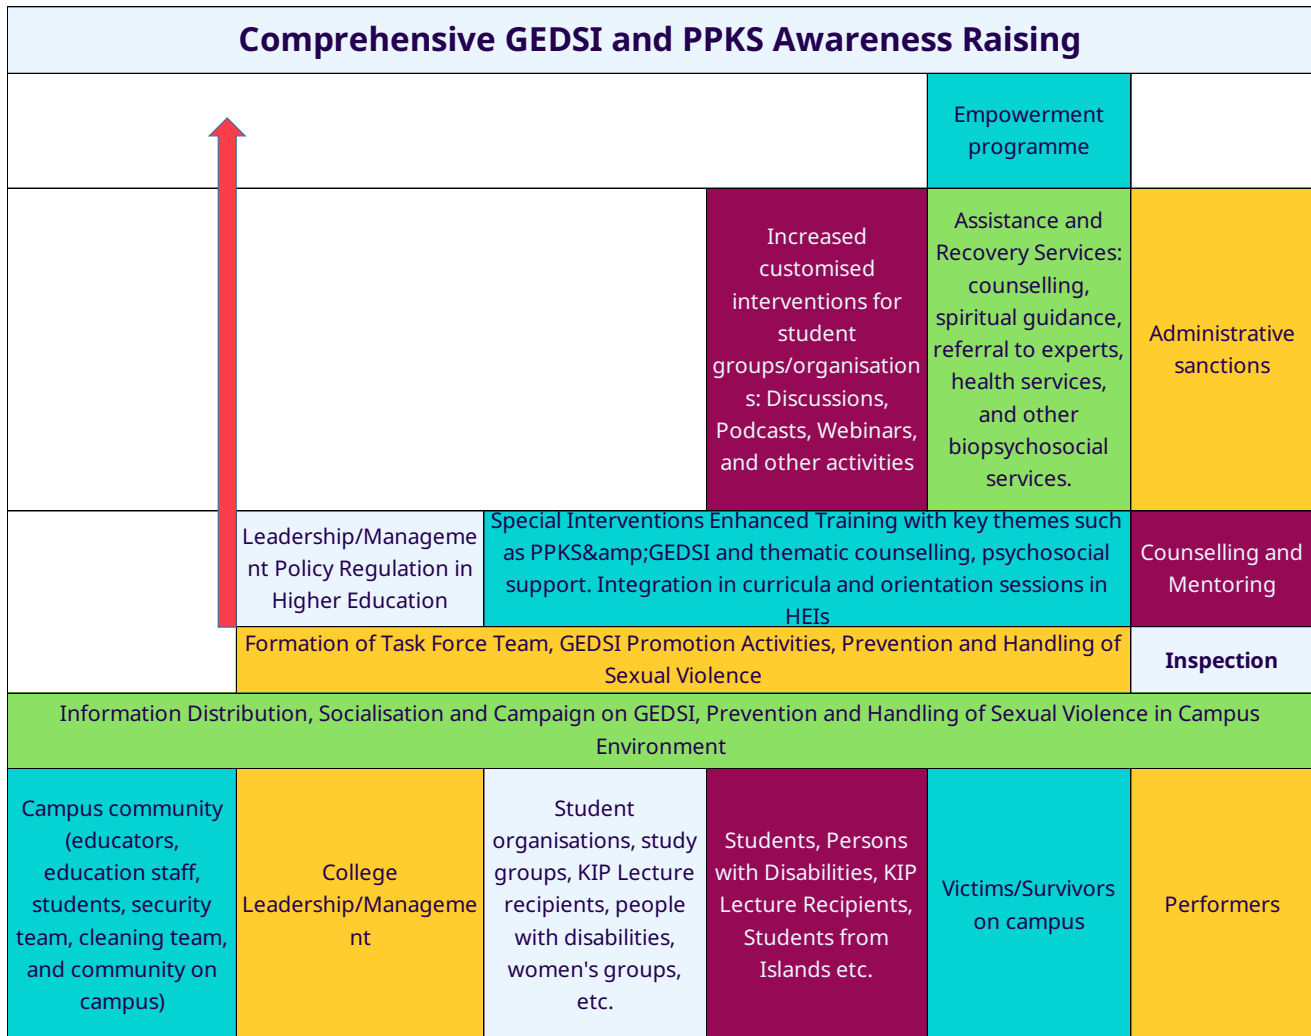 Comprehensive GEDSI and PPKS Awareness Raising
Empowerment
programme
Increased
customised
interventions for
student
groups/organisation
s: Discussions,
Podcasts, Webinars,
and other activities
Assistance and
Recovery Services:
counselling,
spiritual guidance,
referral to experts,
health services,
and other
biopsychosocial
services.
Administrative
sanctions
Leadership/Manageme
nt Policy Regulation in
Higher Education
Special Interventions Enhanced Training with key themes such
as PPKS&amp;GEDSI and thematic counselling, psychosocial
support. Integration in curricula and orientation sessions in
HEIs
Counselling and
Mentoring
Formation of Task Force Team, GEDSI Promotion Activities, Prevention and Handling of
Sexual Violence
Inspection
Information Distribution, Socialisation and Campaign on GEDSI, Prevention and Handling of Sexual Violence in Campus
Environment
Campus community
(educators,
education staff,
students, security
team, cleaning team,
and community on
campus)
College
Leadership/Manageme
nt
Student
organisations, study
groups, KIP Lecture
recipients, people
with disabilities,
women's groups,
etc.
Students, Persons
with Disabilities, KIP
Lecture Recipients,
Students from
Islands etc.
Victims/Survivors
on campus
Performers